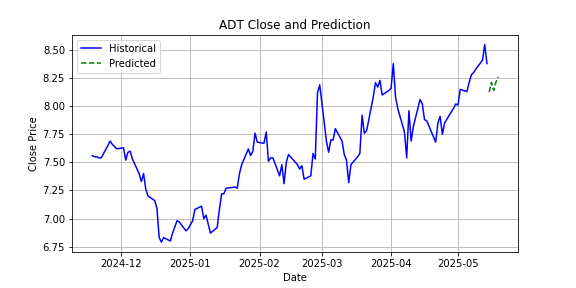 ADT Close and Prediction
Historical
Predicted
Close Price
8.50
8.25
8.00
7.75
7.50
7.25
7.00
6.75
2024-12
2025-01
2025-02
2025-03
2025-04
2025-05
Date